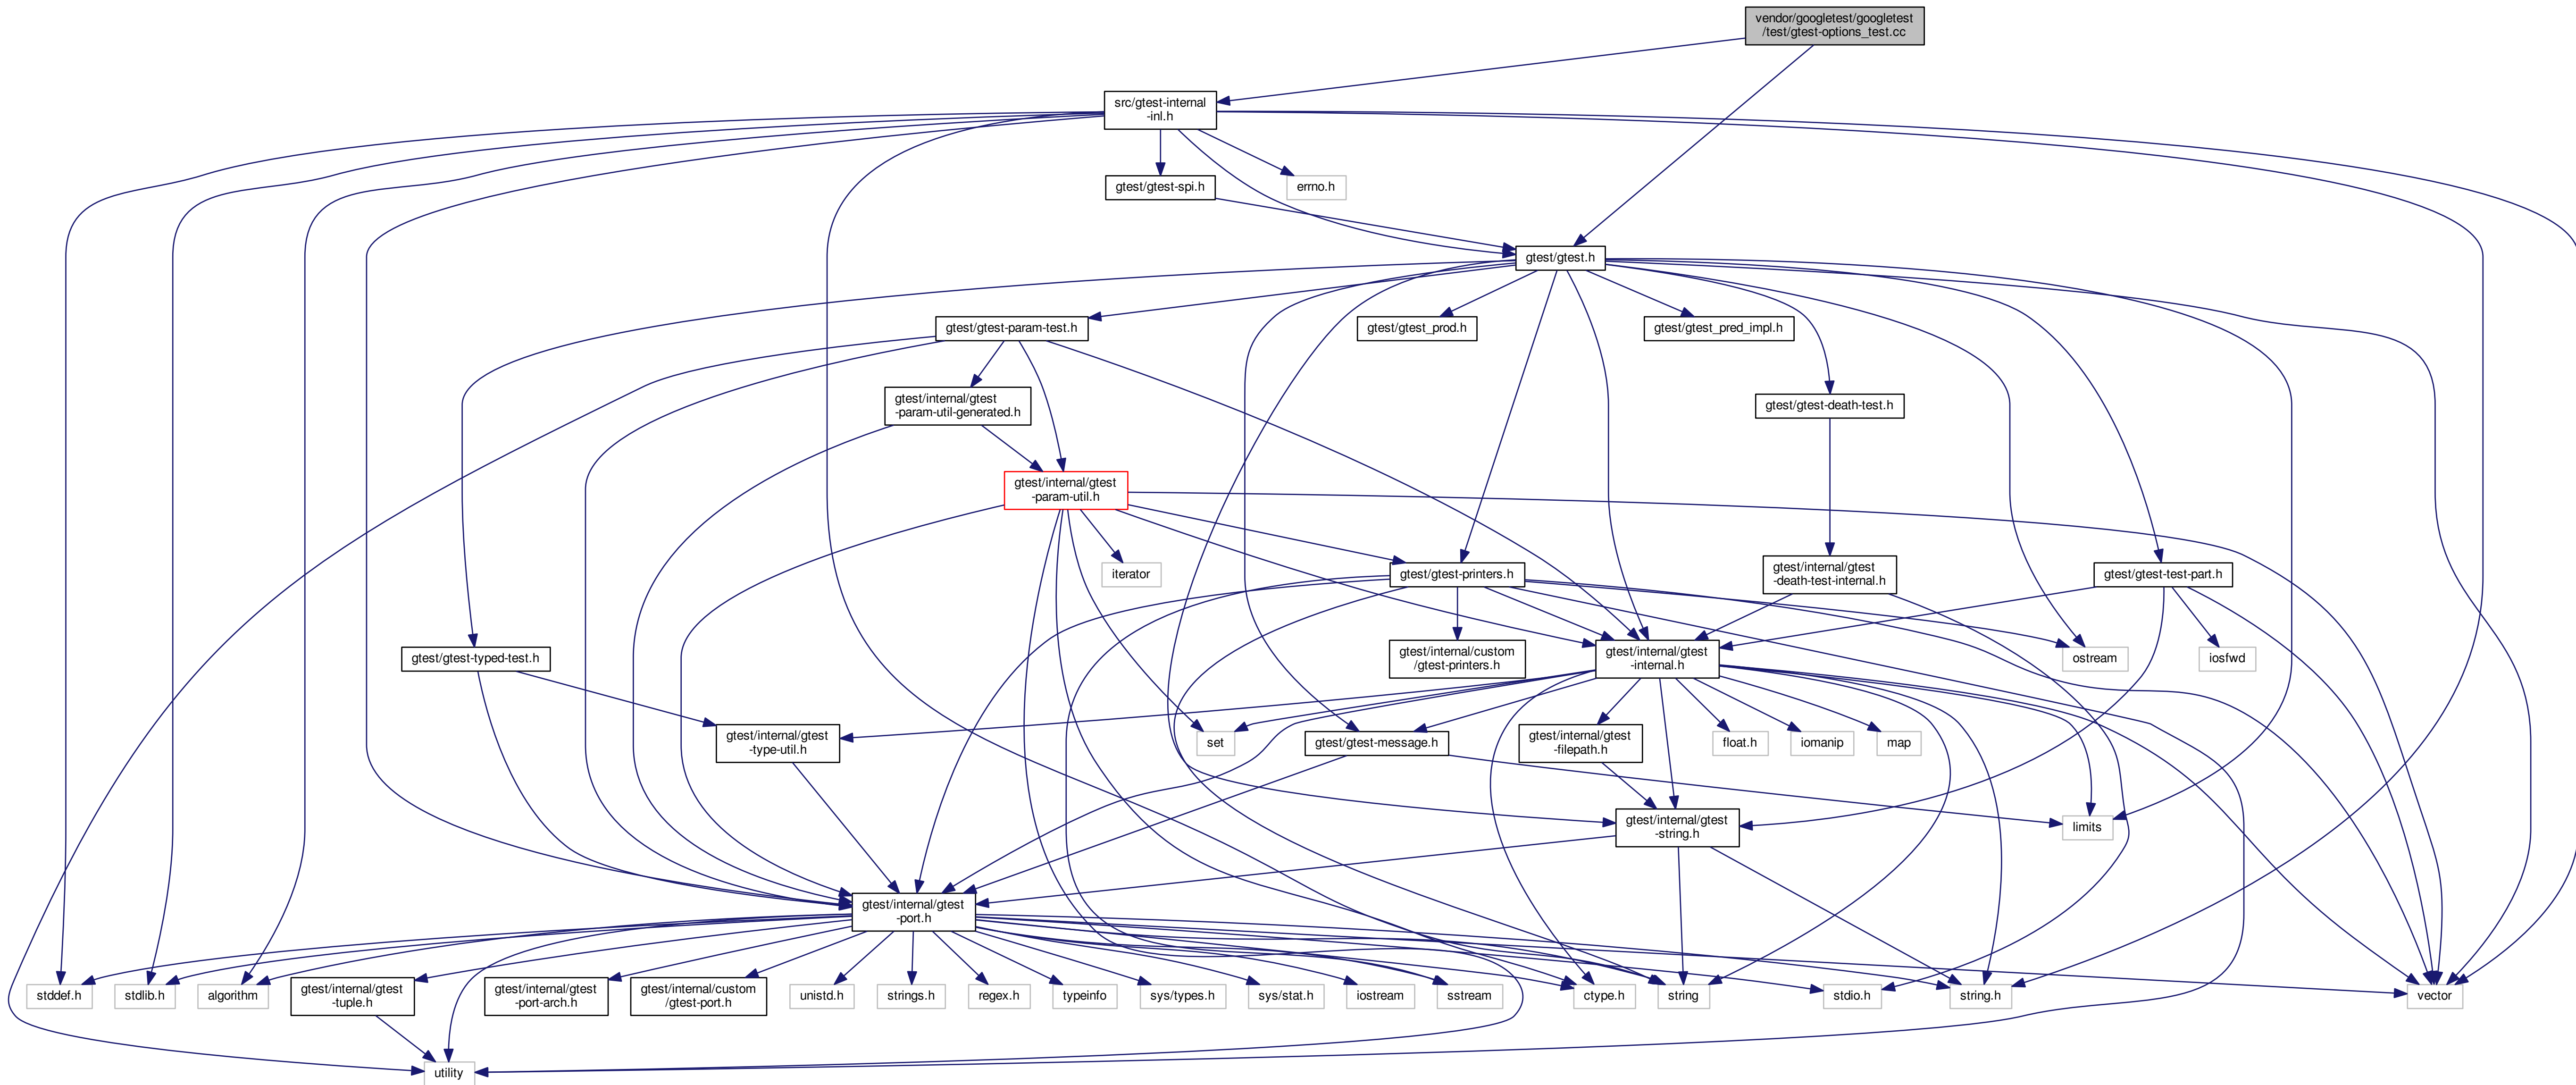 vendor/googletest/googletest
/test/gtest-options_test.cc
src/gtest-internal
-inl.h
gtest/gtest-spi.h
errno.h
gtest/gtest.h
gtest/gtest-param-test.h
gtest/gtest_prod.h
gtest/gtest_pred_impl.h
gtest/internal/gtest
-param-util-generated.h
gtest/gtest-death-test.h
gtest/internal/gtest
-param-util.h
iterator
gtest/gtest-printers.h
gtest/internal/gtest
-death-test-internal.h
gtest/gtest-test-part.h
gtest/gtest-typed-test.h
gtest/internal/custom
/gtest-printers.h
gtest/internal/gtest
-internal.h
ostream
iosfwd
gtest/internal/gtest
-type-util.h
set
gtest/gtest-message.h
gtest/internal/gtest
-filepath.h
float.h
iomanip
map
gtest/internal/gtest
-string.h
limits
gtest/internal/gtest
-port.h
stddef.h
stdlib.h
algorithm
gtest/internal/gtest
-tuple.h
gtest/internal/gtest
-port-arch.h
gtest/internal/custom
/gtest-port.h
unistd.h
strings.h
regex.h
typeinfo
sys/types.h
sys/stat.h
iostream
sstream
ctype.h
string
stdio.h
string.h
vector
utility